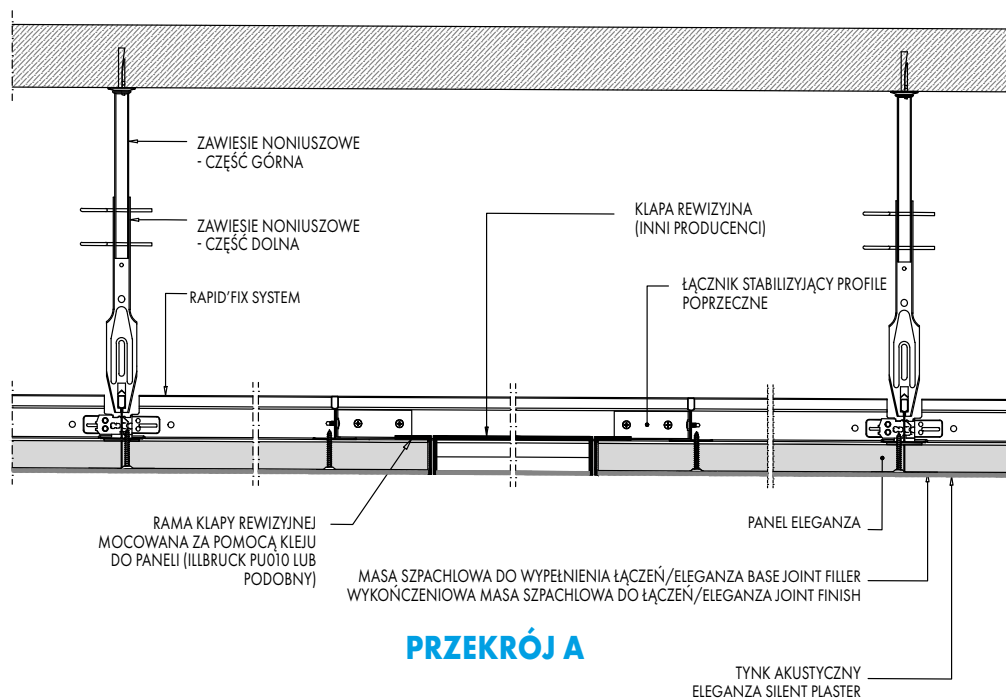 ZAWIESIE NONIUSZOWE
- CZĘŚĆ GÓRNA
ZAWIESIE NONIUSZOWE
- CZĘŚĆ DOLNA
RAPID'FIX SYSTEM
KLAPA REWIZYJNA
(INNI PRODUCENCI)
ŁĄCZNIK STABILIZYJĄCY PROFILE
POPRZECZNE
RAMA KLAPY REWIZYJNEJ
MOCOWANA ZA POMOCĄ KLEJU
DO PANELI (ILLBRUCK PU010 LUB
PODOBNY)
PANEL ELEGANZA
MASA SZPACHLOWA DO WYPEŁNIENIA ŁĄCZEŃ/ELEGANZA BASE JOINT FILLER
WYKOŃCZENIOWA MASA SZPACHLOWA DO ŁĄCZEŃ/ELEGANZA JOINT FINISH
PRZEKRÓJ A
TYNK AKUSTYCZNY
ELEGANZA SILENT PLASTER